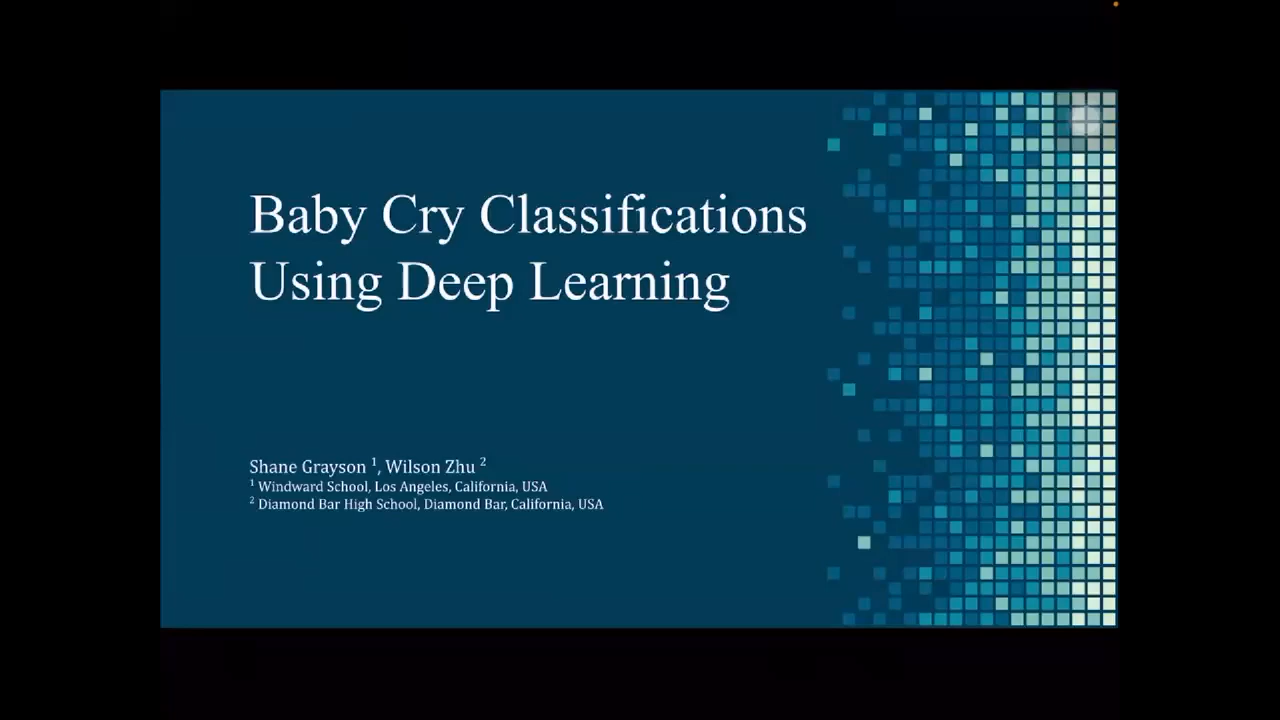 Baby Cry Classifications
Using Deep Learning
Shane Grayson ¹, Wilson Zhu ²
¹ Windward School, Los Angeles, California, USA
² Diamond Bar High School, Diamond Bar, California, USA